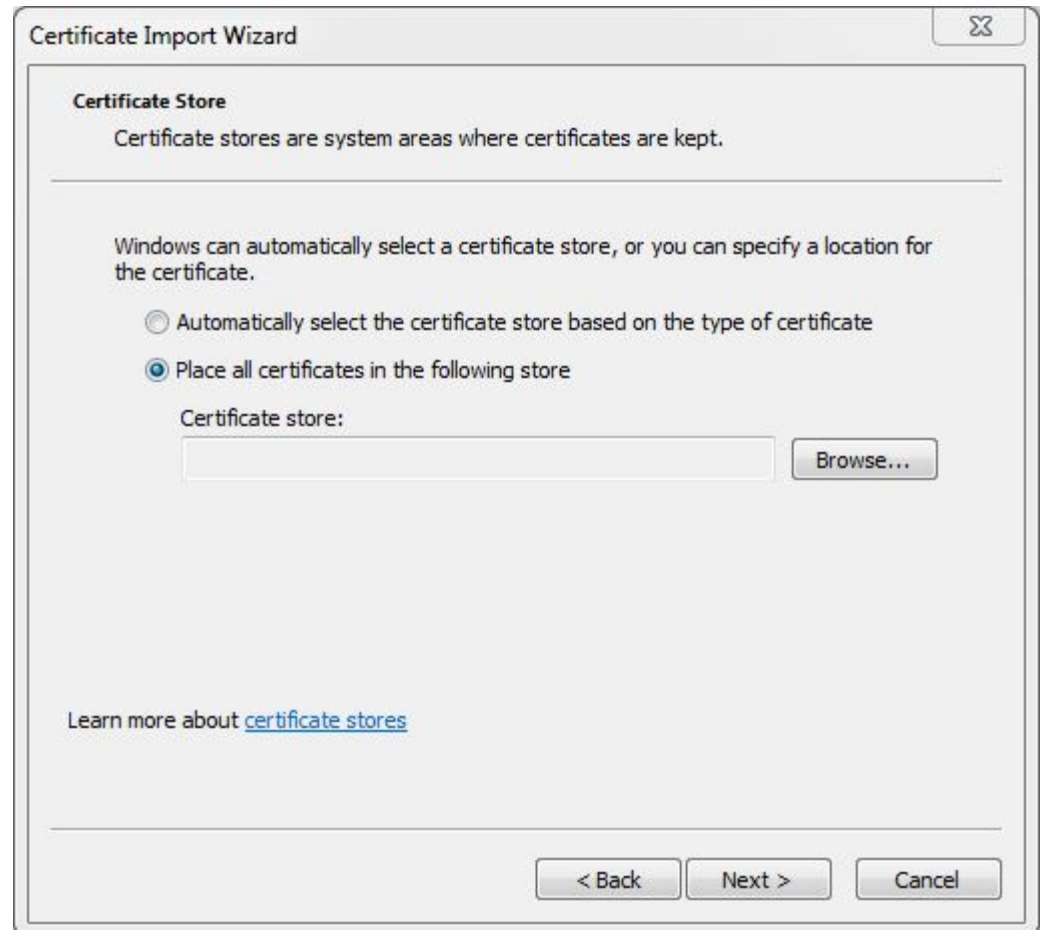 Certificate Import Wizard
Certificate Store
Certificate stores are system areas where certificates are kept.
Windows can automatically select a certificate store, or you can specify a location for
the certificate.
Automatically select the certificate store based on the type of certificate
Place all certificates in the following store
Certificate store:
Browse...
Learn more about certificate stores
< Back
Next >
Cancel